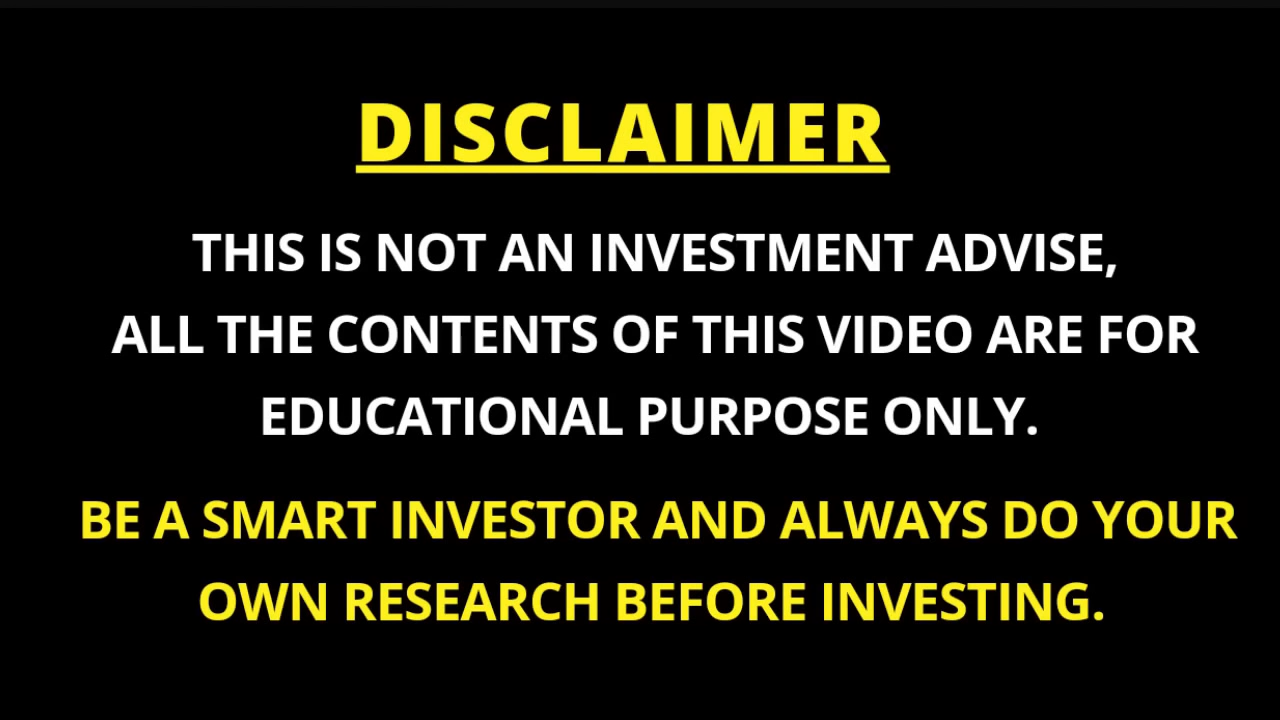 DISCLAIMER
THIS IS NOT AN INVESTMENT ADVISE,
ALL THE CONTENTS OF THIS VIDEO ARE FOR
EDUCATIONAL PURPOSE ONLY.
BE A SMART INVESTOR AND ALWAYS DO YOUR
OWN RESEARCH BEFORE INVESTING.